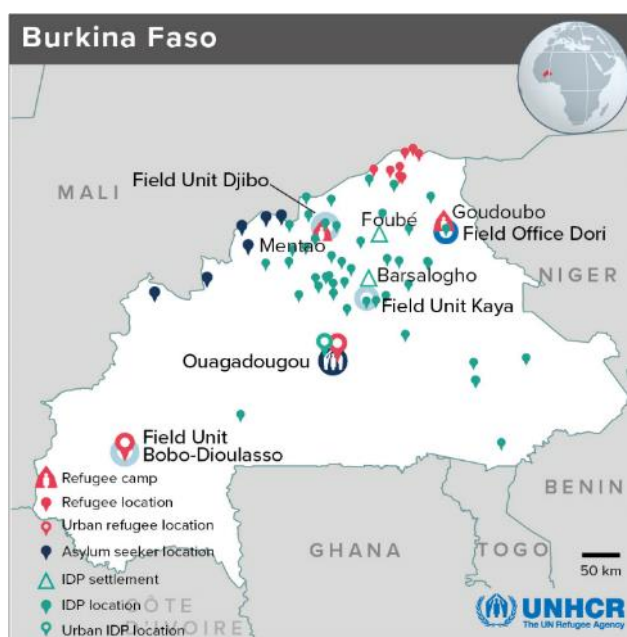 Burkina Faso
MALI
Field Unit Djibo
Foubé
Goudoubo
Mentao
Field Office Dori
NIGER
Barsalogho
Field Unit Kaya
Ouagadougou
Field Unit
Bobo-Dioulasso
BENIN
GHANA
TOGO
CÔTE
D'IVOIRE
Refugee camp
Refugee location
Urban refugee location
Asylum seeker location
IDP settlement
IDP location
Urban IDP location
50 km
UNHCR
The UN Refugee Agency